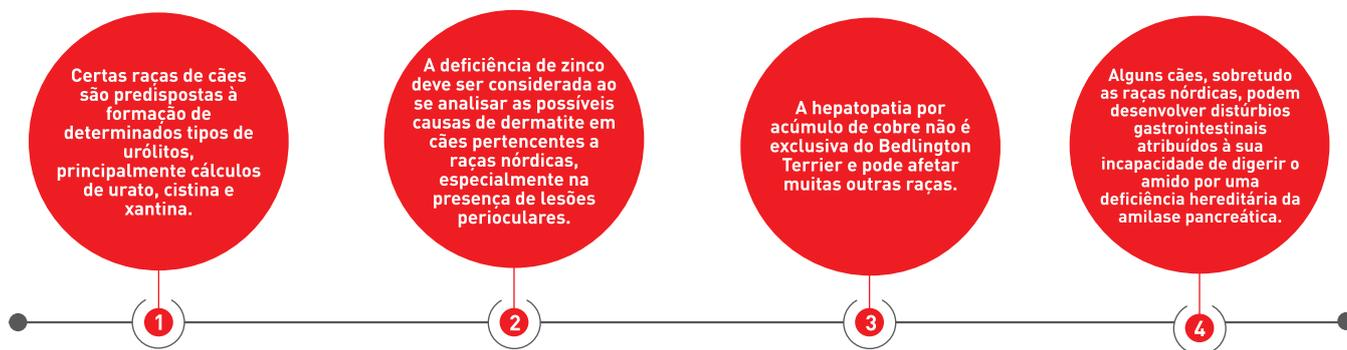 Certas raças de cães
são predispostas à
formação de
determinados tipos de
urólitos,
principalmente cálculos
de urato, cistina e
xantina.
A deficiência de zinco
deve ser considerada ao
se analisar as possíveis
causas de dermatite em
cães pertencentes a
raças nórdicas,
especialmente na
presença de lesões
perioculares.
A hepatopatia por
acúmulo de cobre não é
exclusiva do Bedlington
Terrier e pode afetar
muitas outras raças.
Alguns cães, sobretudo
as raças nórdicas, podem
desenvolver distúrbios
gastrointestinais
atribuídos à sua
incapacidade de digerir o
amido por uma
deficiência hereditária da
amilase pancreática.
1
2
3
4